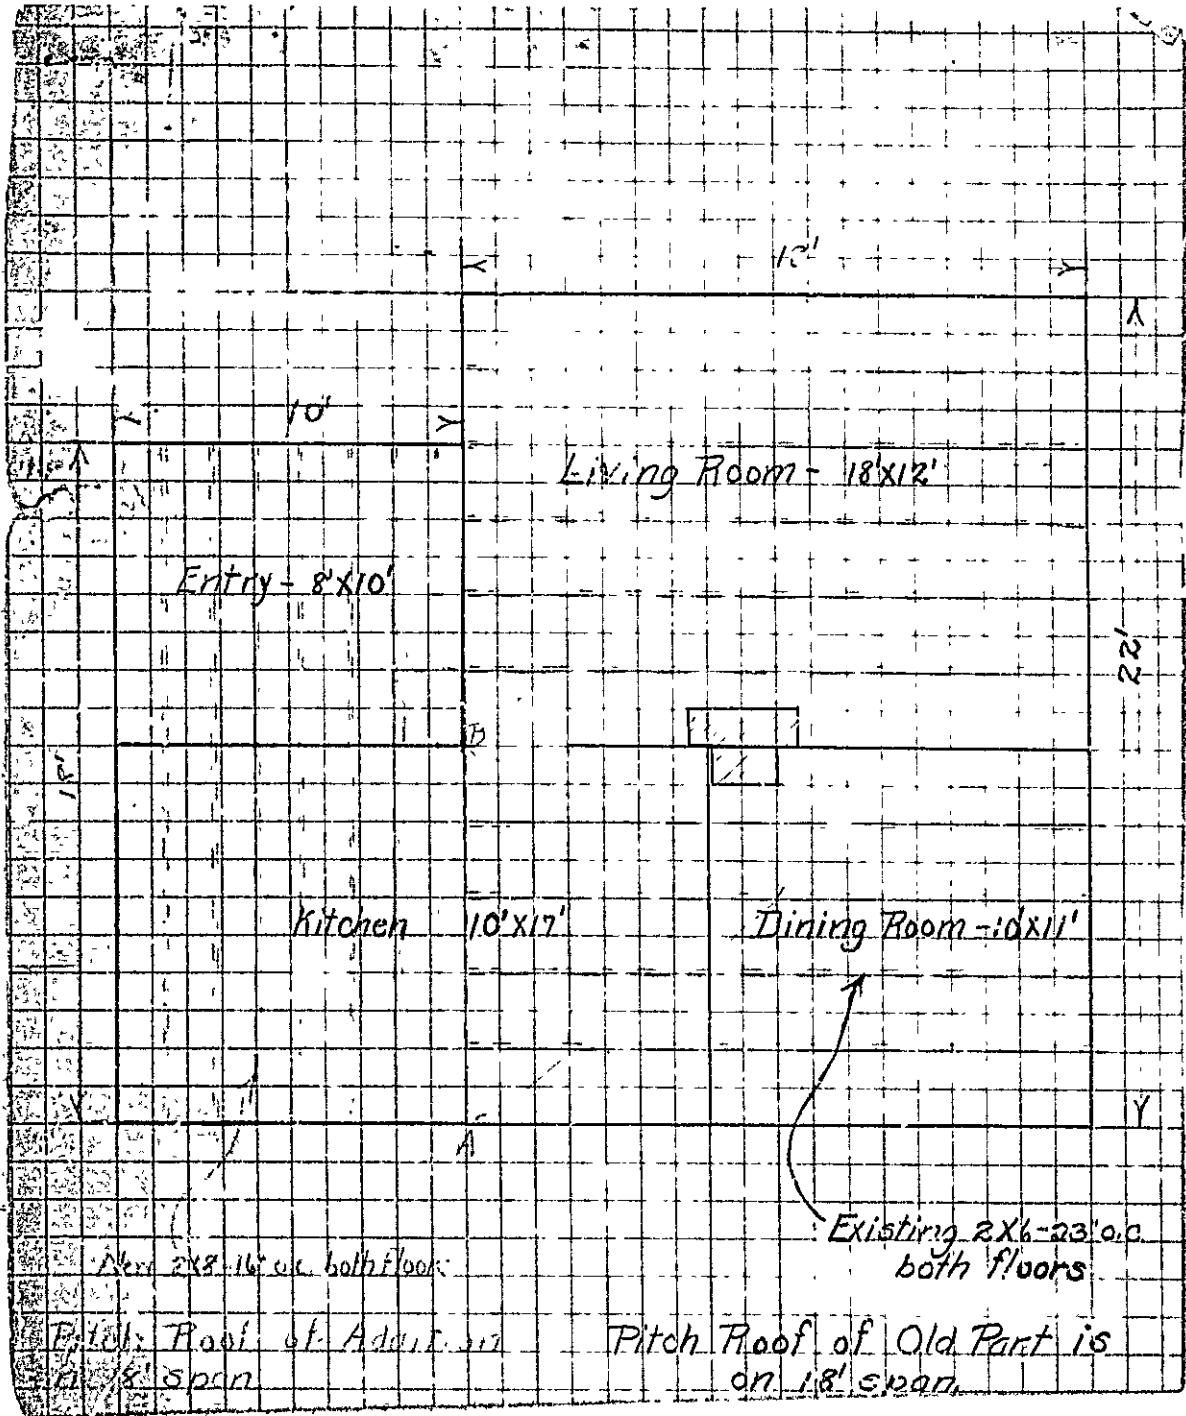 10'
Living Room - 18'X12'
Entry - 8'X10'
22'
18'
B
Kitchen 10'X17'
Dining Room - 10'X11'
A
Existing 2X6-23"o.c.
both floors
New 2X8-16" o.c. both floors
Pitch Roof of Addition
18' span
Pitch Roof of Old Part is
on 18' span.